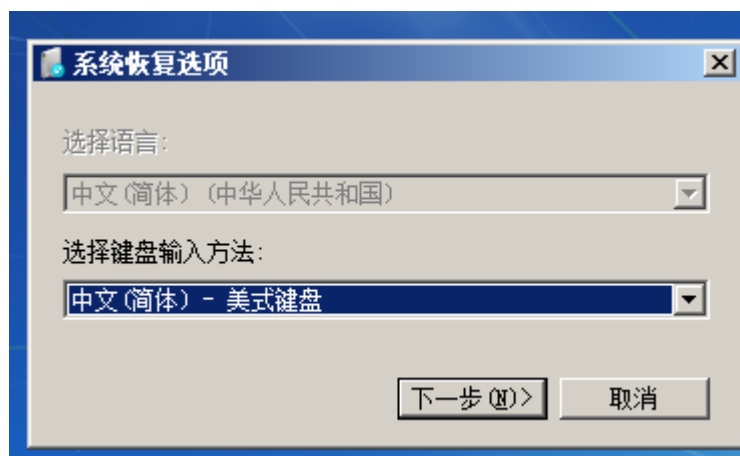 系统恢复选项
选择语言:
中文(简体) (中华人民共和国)
选择键盘输入方法:
中文(简体) - 美式键盘
下一步(N)> 取消